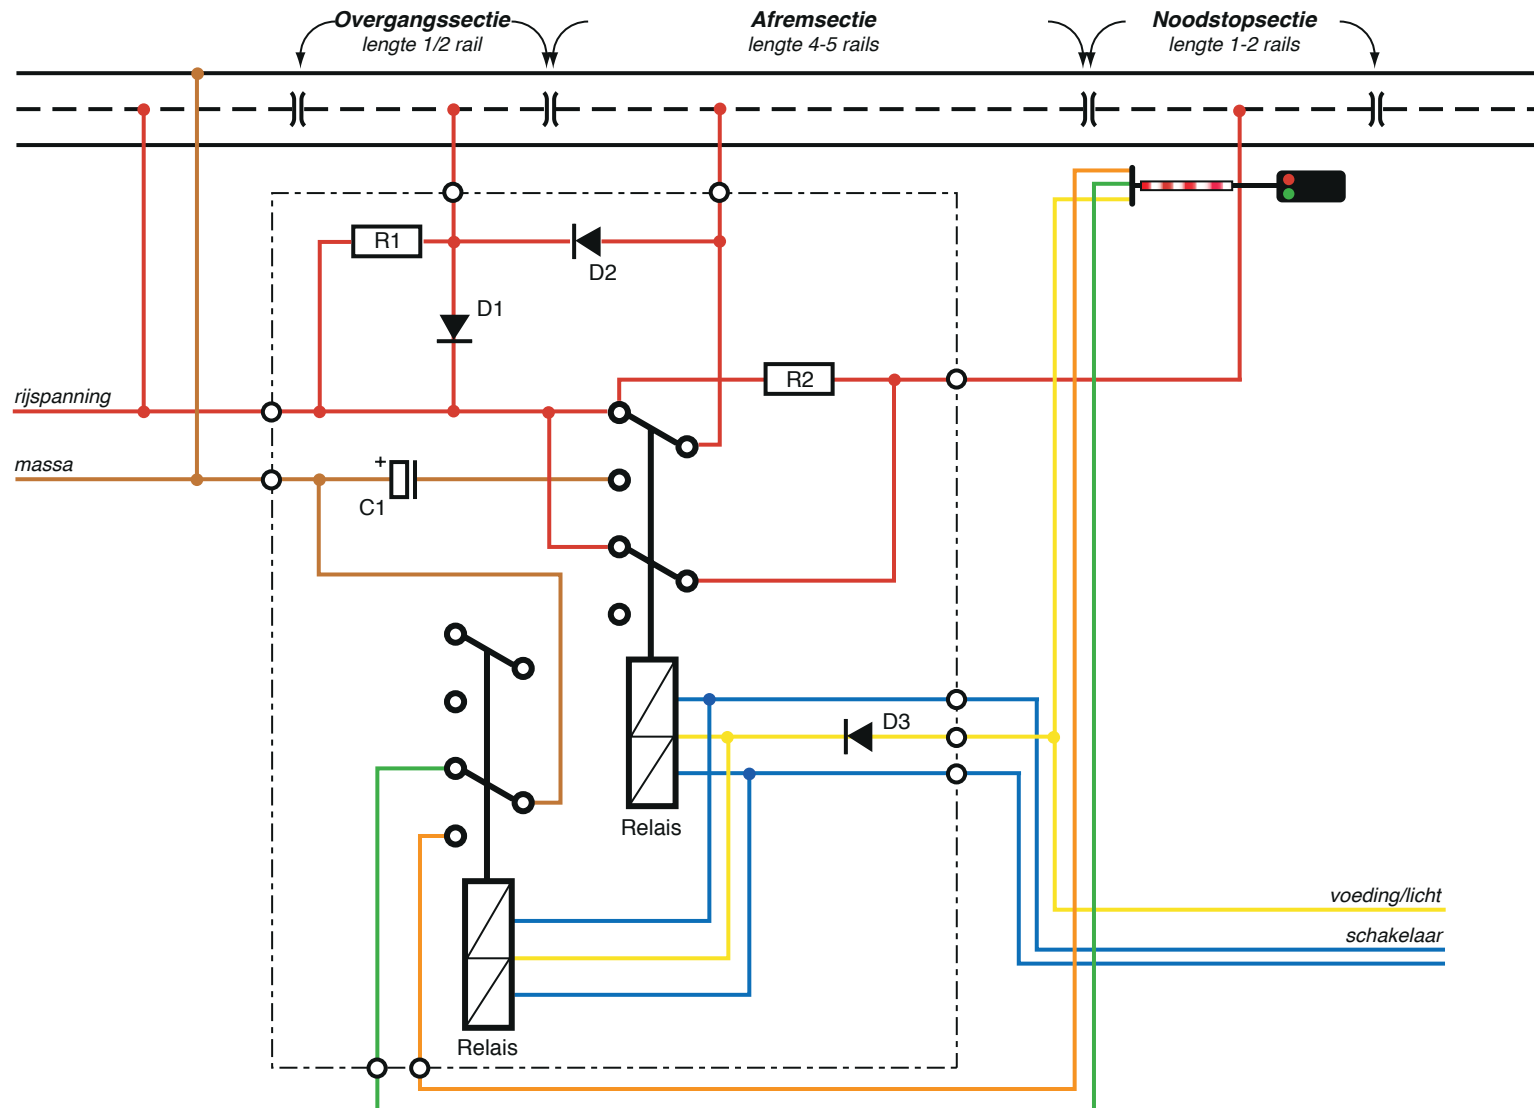 Overgangssectie
lengte 1/2 rail
Afremsectie
lengte 4-5 rails
Noodstopsectie
lengte 1-2 rails
R1
D2
D1
R2
rijspanning
massa
+
C1
D3
Relais
voeding/licht
schakelaar
Relais